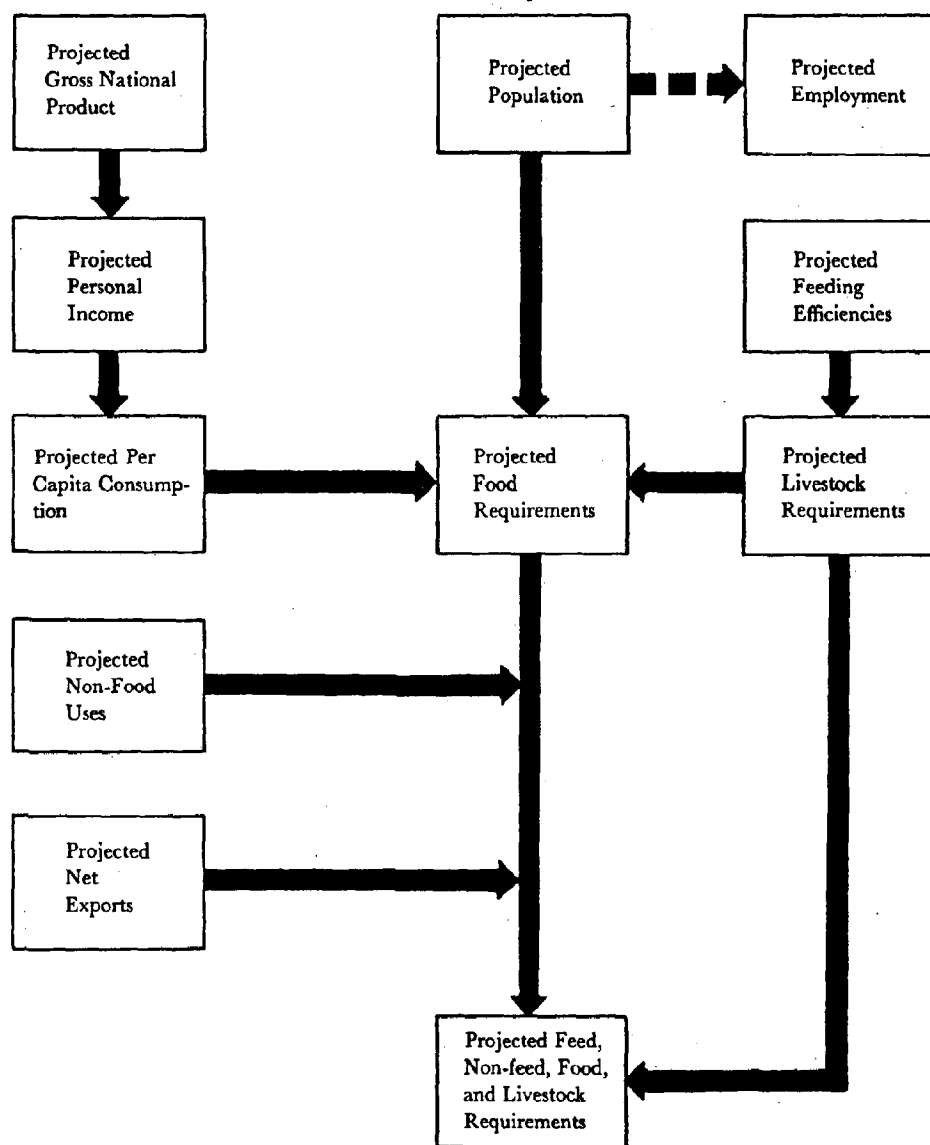 Projected
Gross National
Product
Projected
Population
Projected
Employment
Projected
Personal
Income
Projected
Feeding
Efficiencies
Projected Per
Capita Consump-
tion
Projected
Food
Requirements
Projected
Livestock
Requirements
Projected
Non-Food
Uses
Projected
Net
Exports
Projected Feed,
Non-feed, Food,
and Livestock
Requirements